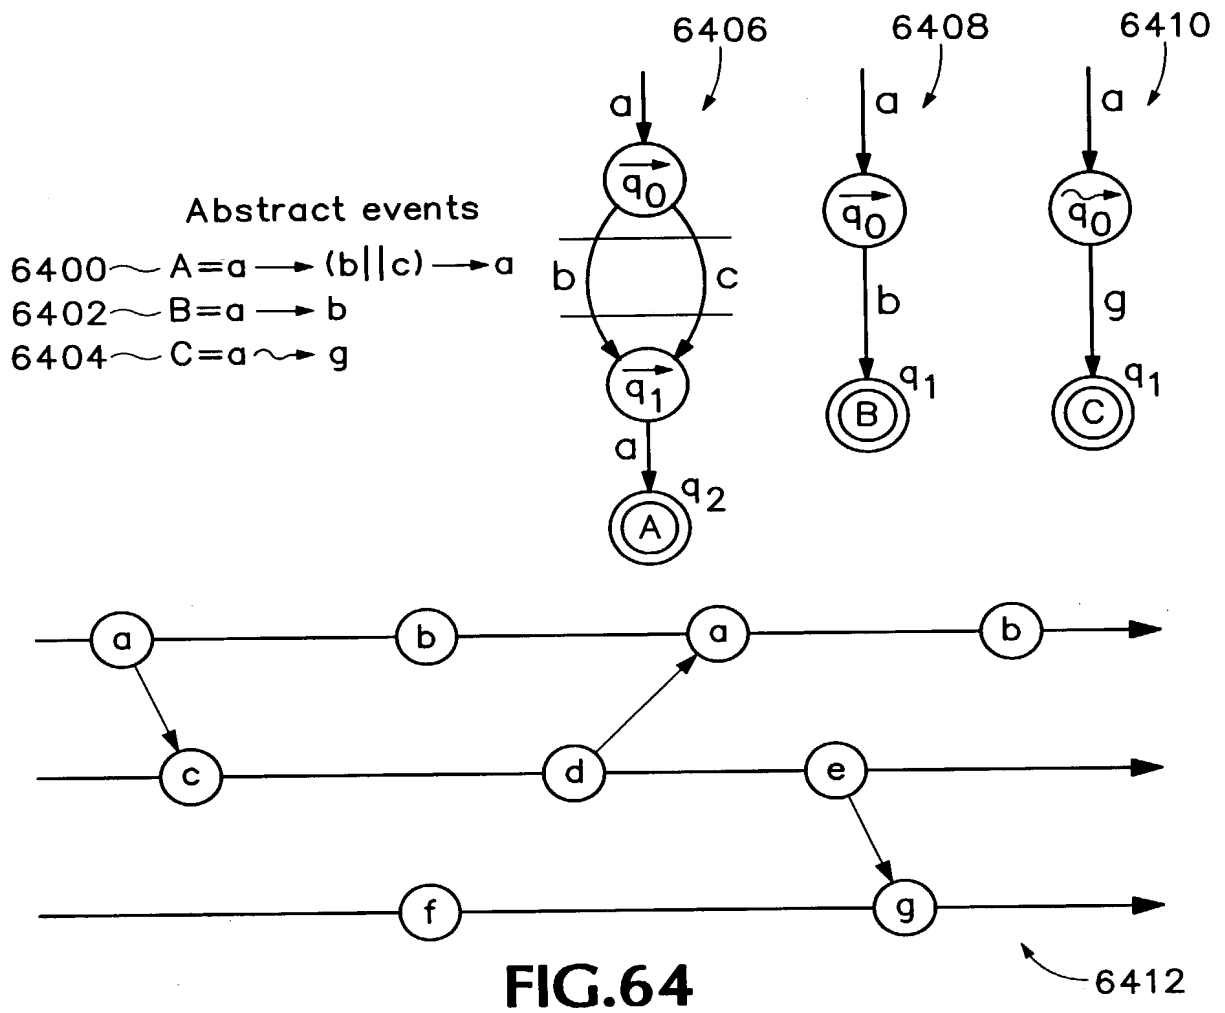 6406 6408 6410
a a a
q0 q0 q0
Abstract events
6400 A=a → (b||c) → a
6402 B=a → b
6404 C=a ⇝ g
b c b g
q1 B q1 C q1
a
A q2
a b a b
c d e
f g
FIG.64
6412